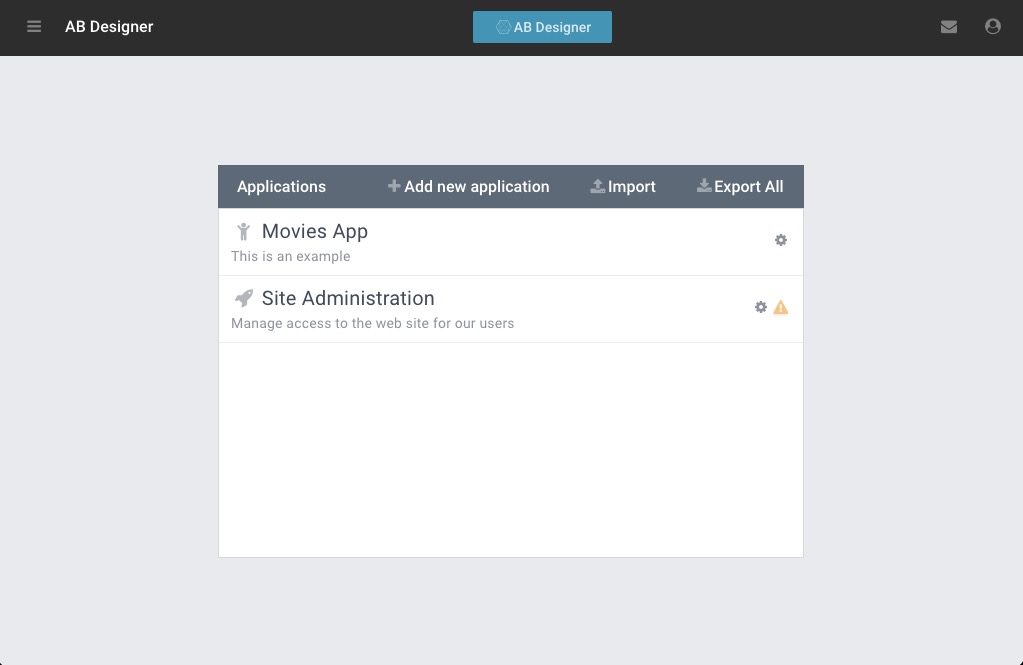 AB Designer
AB Designer
Applications
Add new application
Import
Export All
Movies App
This is an example
Site Administration
Manage access to the web site for our users